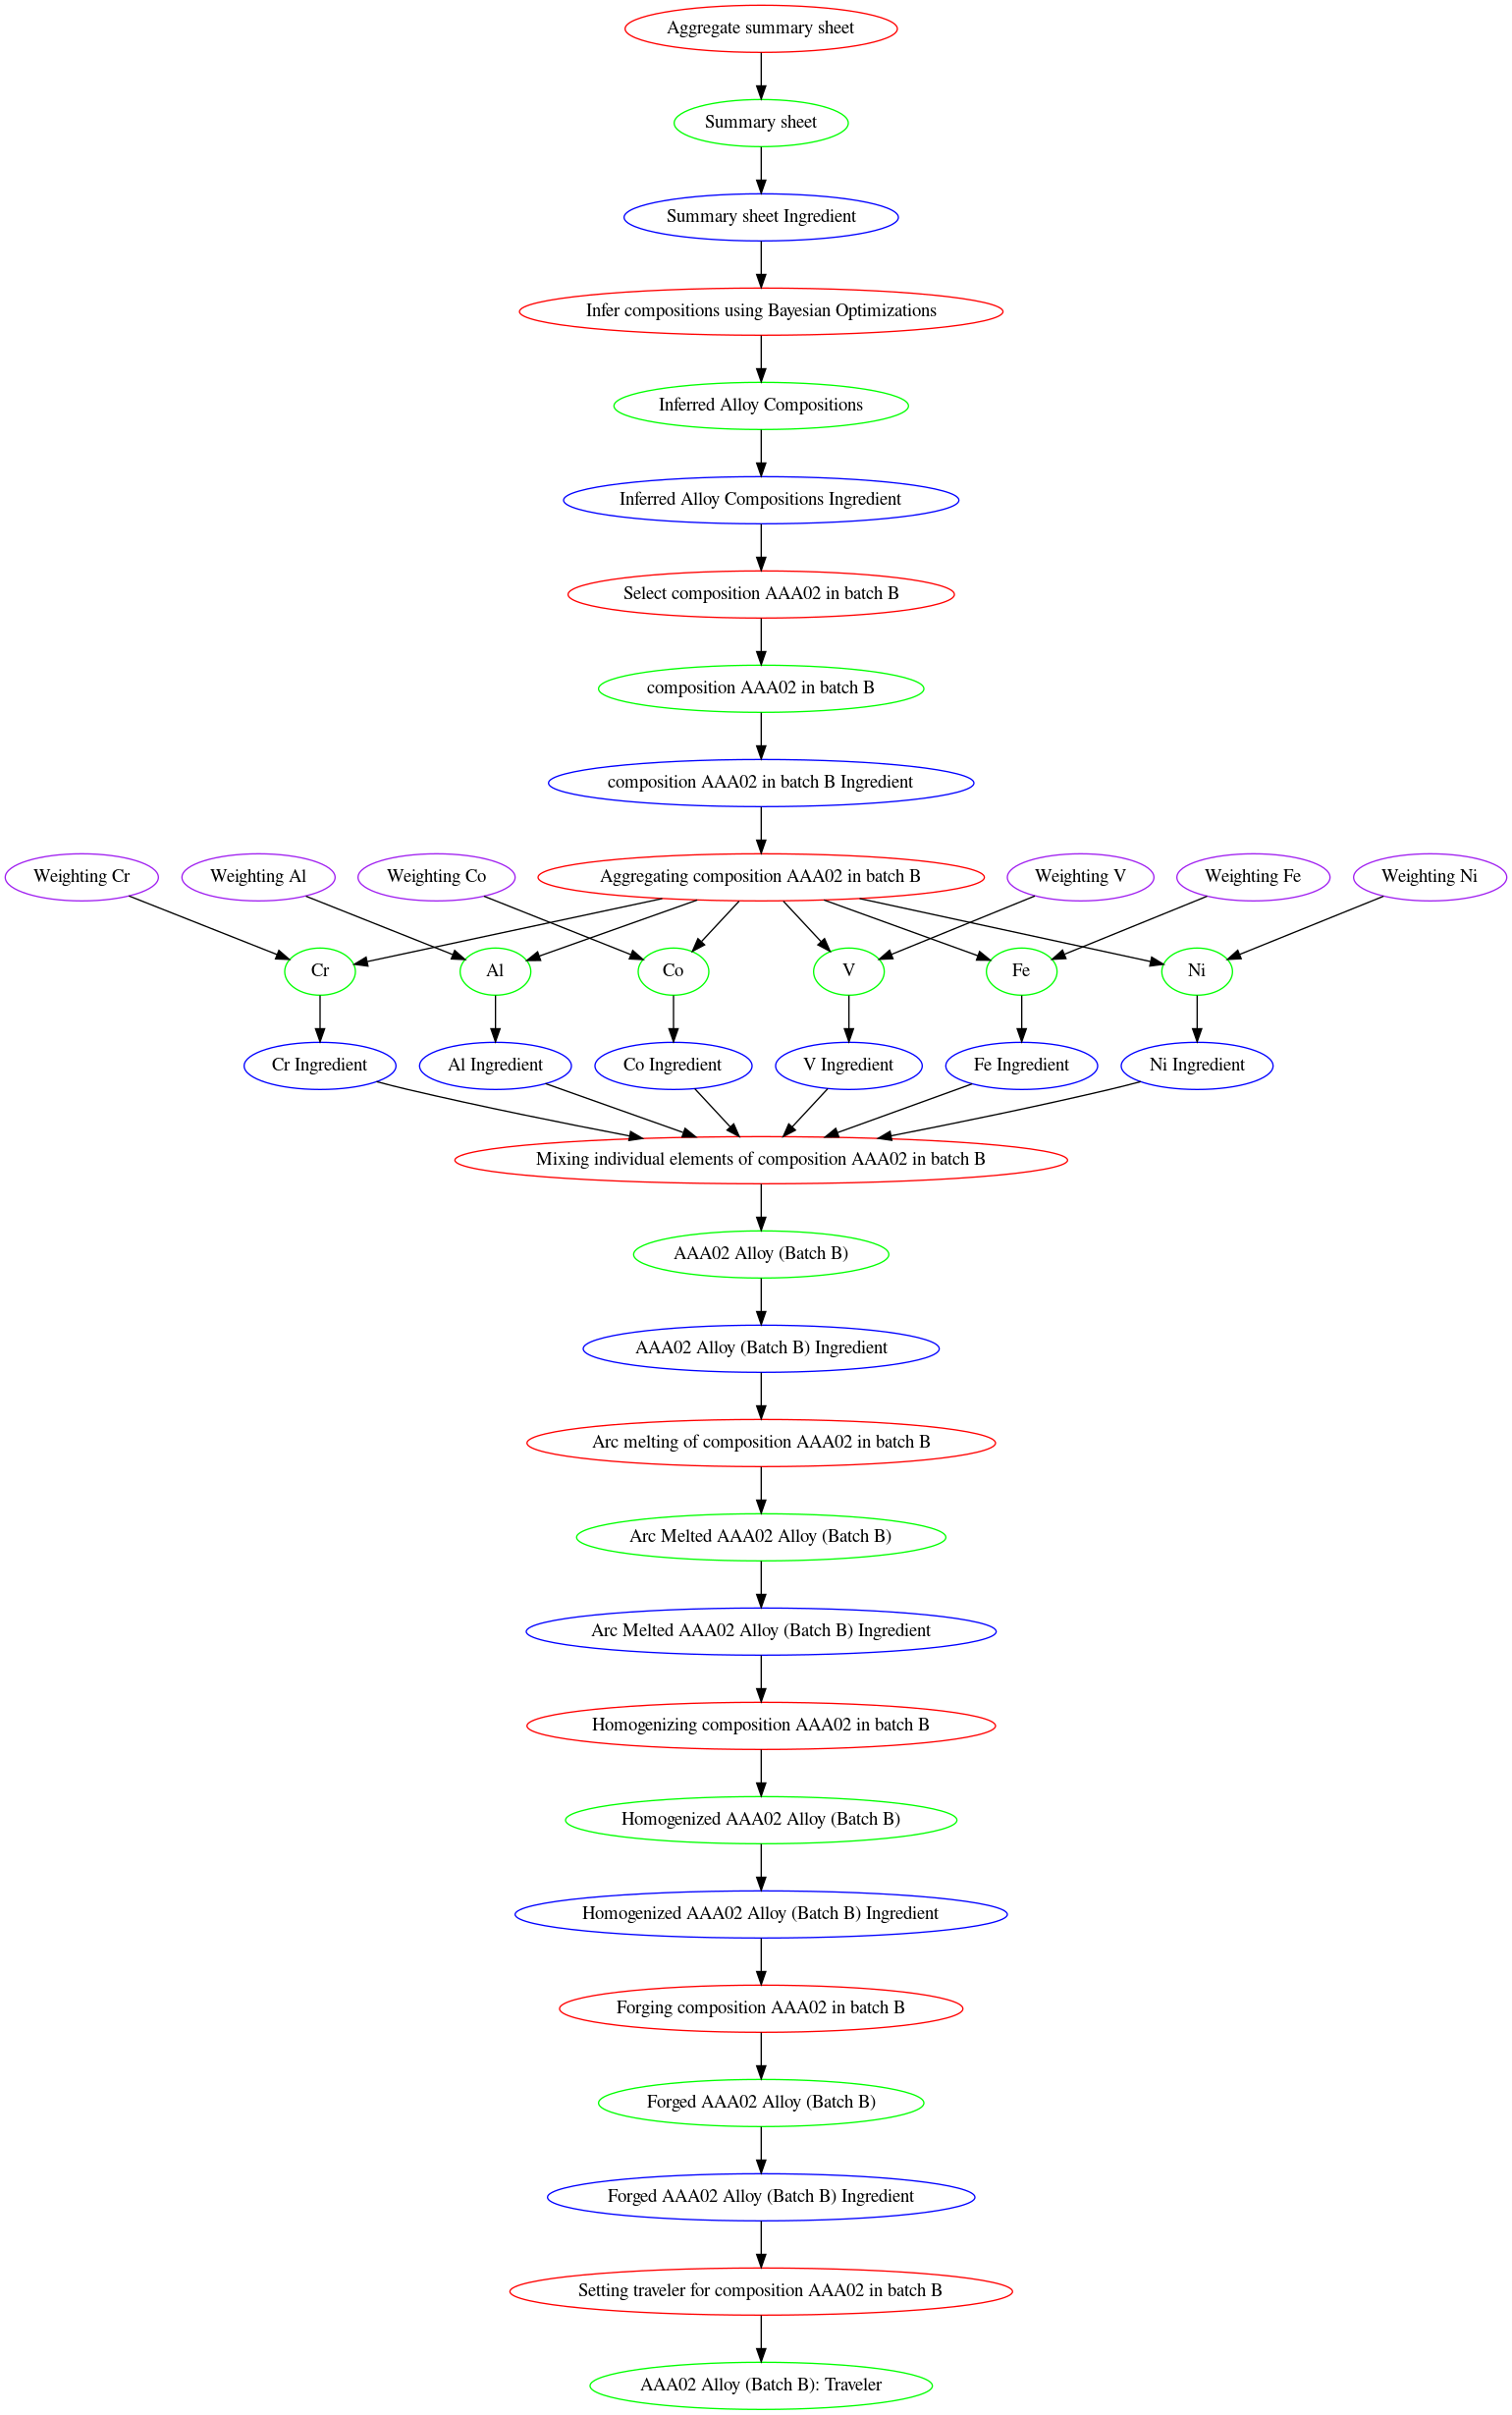 Aggregate summary sheet
Summary sheet
Summary sheet Ingredient
Infer compositions using Bayesian Optimizations
Inferred Alloy Compositions
Inferred Alloy Compositions Ingredient
Select composition AAA02 in batch B
composition AAA02 in batch B
composition AAA02 in batch B Ingredient
Weighting Cr
Weighting Al
Weighting Co
Aggregating composition AAA02 in batch B
Weighting V
Weighting Fe
Weighting Ni
Cr
Al
Co
V
Fe
Ni
Cr Ingredient
Al Ingredient
Co Ingredient
V Ingredient
Fe Ingredient
Ni Ingredient
Mixing individual elements of composition AAA02 in batch B
AAA02 Alloy (Batch B)
AAA02 Alloy (Batch B) Ingredient
Arc melting of composition AAA02 in batch B
Arc Melted AAA02 Alloy (Batch B)
Arc Melted AAA02 Alloy (Batch B) Ingredient
Homogenizing composition AAA02 in batch B
Homogenized AAA02 Alloy (Batch B)
Homogenized AAA02 Alloy (Batch B) Ingredient
Forging composition AAA02 in batch B
Forged AAA02 Alloy (Batch B)
Forged AAA02 Alloy (Batch B) Ingredient
Setting traveler for composition AAA02 in batch B
AAA02 Alloy (Batch B): Traveler